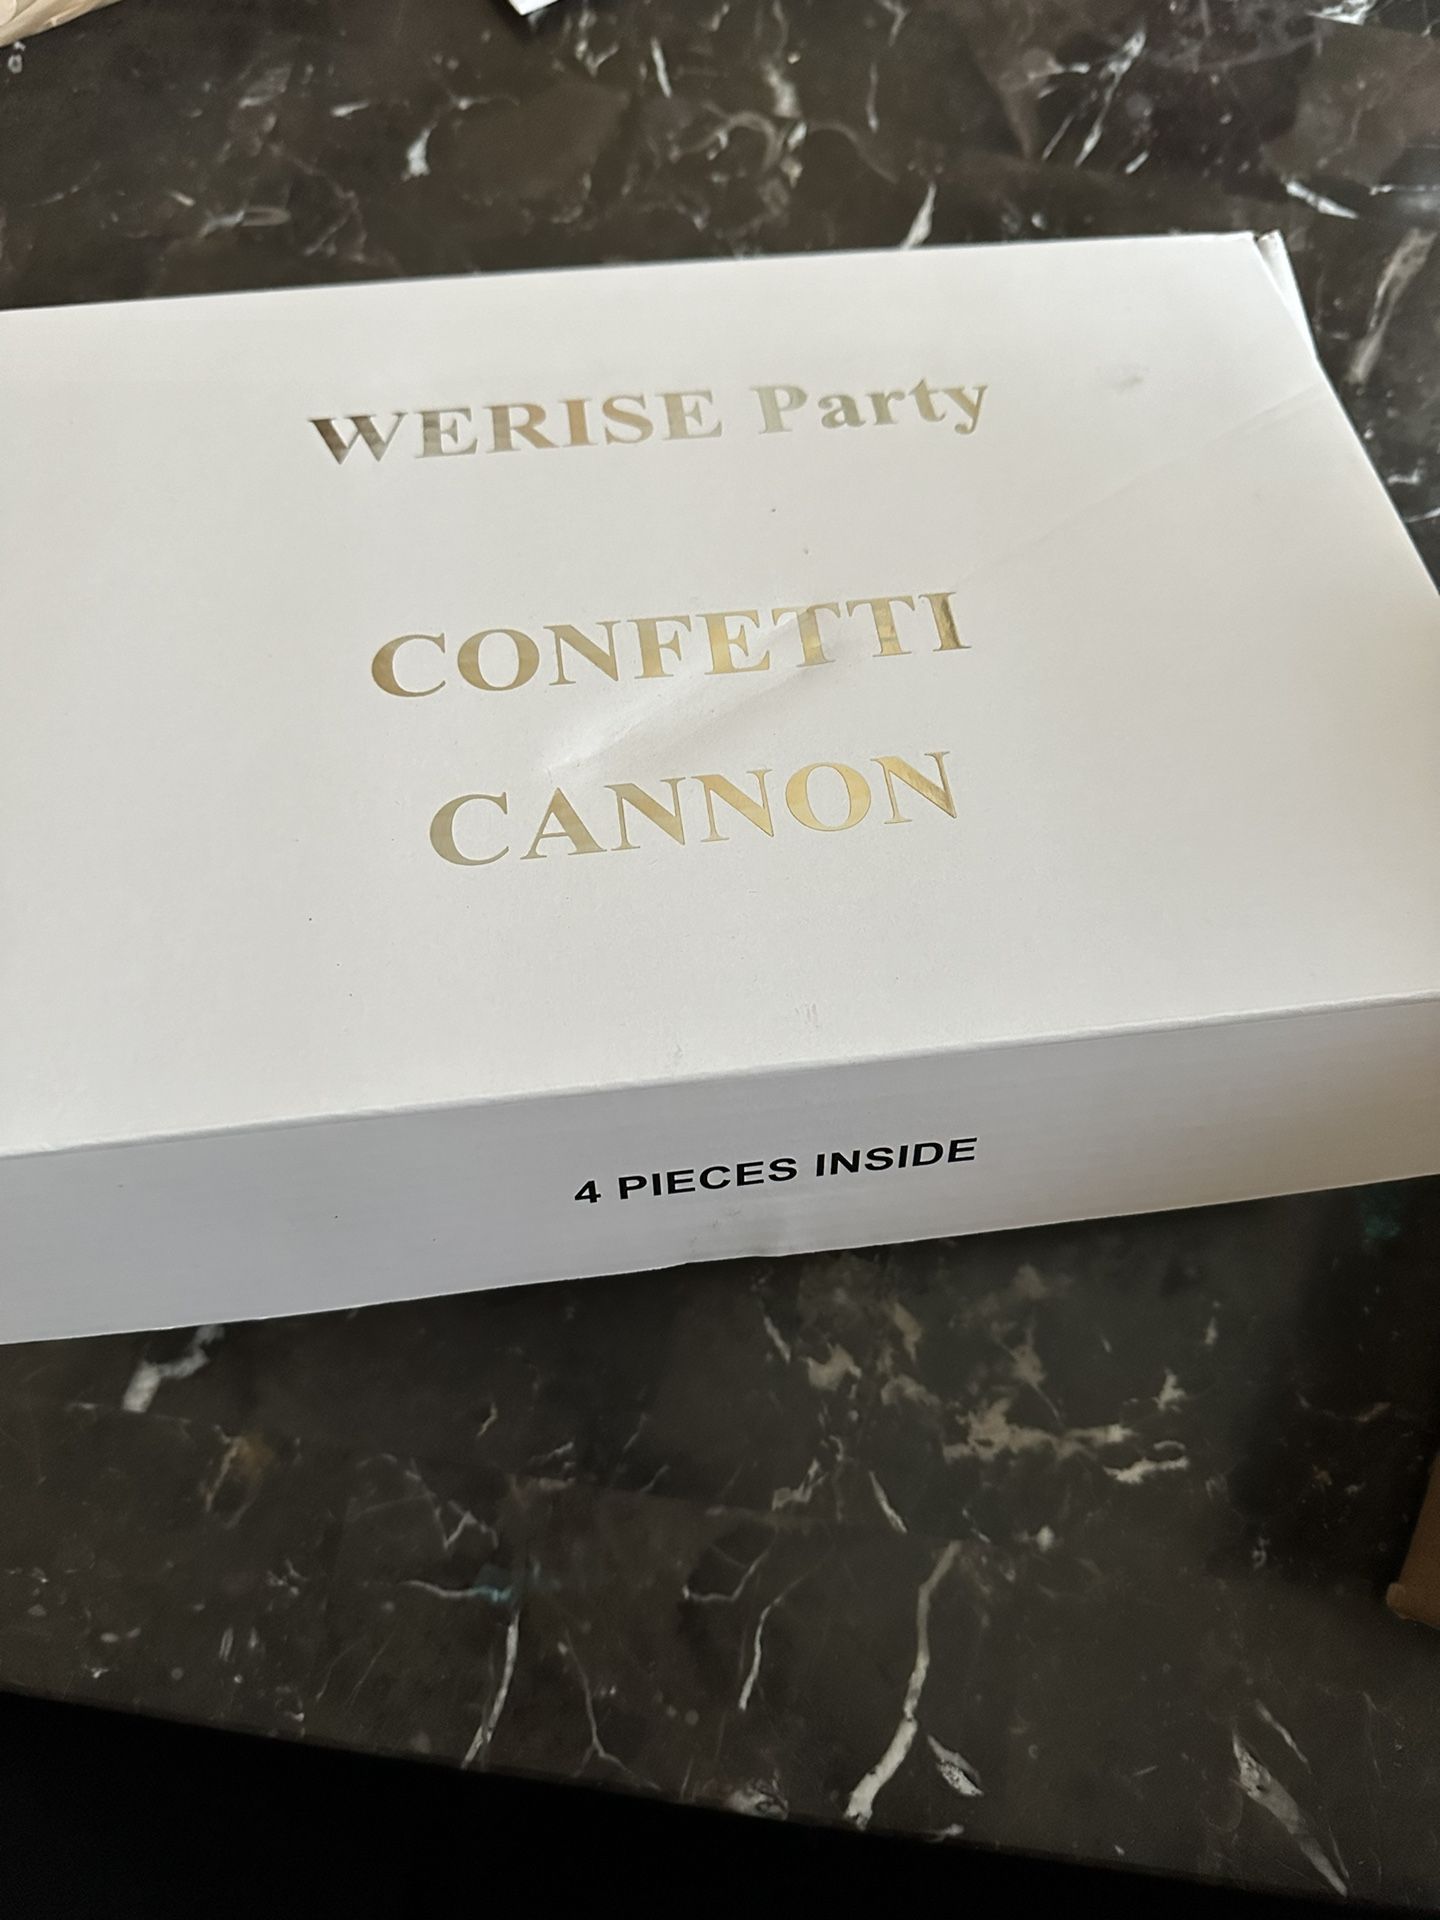 WERISE Party
CONFETTI
CANNON
4 PIECES INSIDE